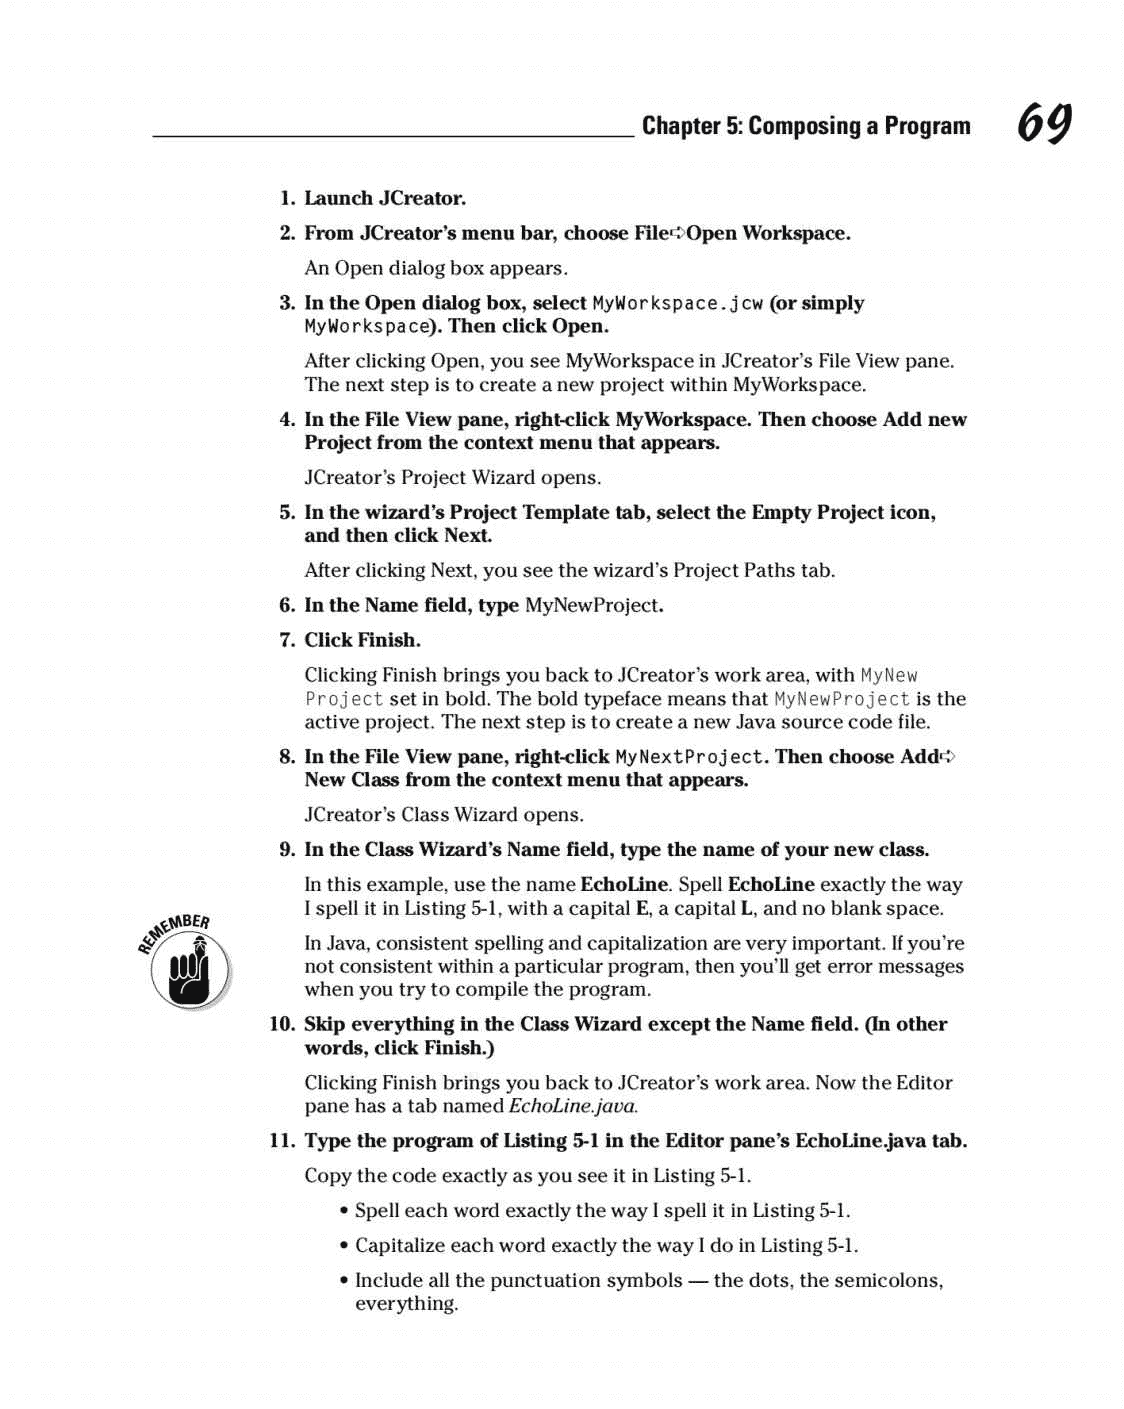 Chapter 5: Composing a Program 69
1. Launch JCreator.
2. From JCreator's menu bar, choose File➪Open Workspace.
An Open dialog box appears.
3. In the Open dialog box, select MyWorkspace.jcw (or simply
MyWorkspace). Then click Open.
After clicking Open, you see MyWorkspace in JCreator's File View pane.
The next step is to create a new project within MyWorkspace.
4. In the File View pane, right-click MyWorkspace. Then choose Add new
Project from the context menu that appears.
JCreator's Project Wizard opens.
5. In the wizard's Project Template tab, select the Empty Project icon,
and then click Next.
After clicking Next, you see the wizard's Project Paths tab.
6. In the Name field, type MyNewProject.
7. Click Finish.
Clicking Finish brings you back to JCreator's work area, with MyNew
Project set in bold. The bold typeface means that MyNewProject is the
active project. The next step is to create a new Java source code file.
8. In the File View pane, right-click MyNextProject. Then choose Add➪
New Class from the context menu that appears.
JCreator's Class Wizard opens.
9. In the Class Wizard's Name field, type the name of your new class.
In this example, use the name EchoLine. Spell EchoLine exactly the way
I spell it in Listing 5-1, with a capital E, a capital L, and no blank space.
REMEMBER
In Java, consistent spelling and capitalization are very important. If you're
not consistent within a particular program, then you'll get error messages
when you try to compile the program.
10. Skip everything in the Class Wizard except the Name field. (In other
words, click Finish.)
Clicking Finish brings you back to JCreator's work area. Now the Editor
pane has a tab named EchoLine.java.
11. Type the program of Listing 5-1 in the Editor pane's EchoLine.java tab.
Copy the code exactly as you see it in Listing 5-1.
• Spell each word exactly the way I spell it in Listing 5-1.
• Capitalize each word exactly the way I do in Listing 5-1.
• Include all the punctuation symbols — the dots, the semicolons,
everything.